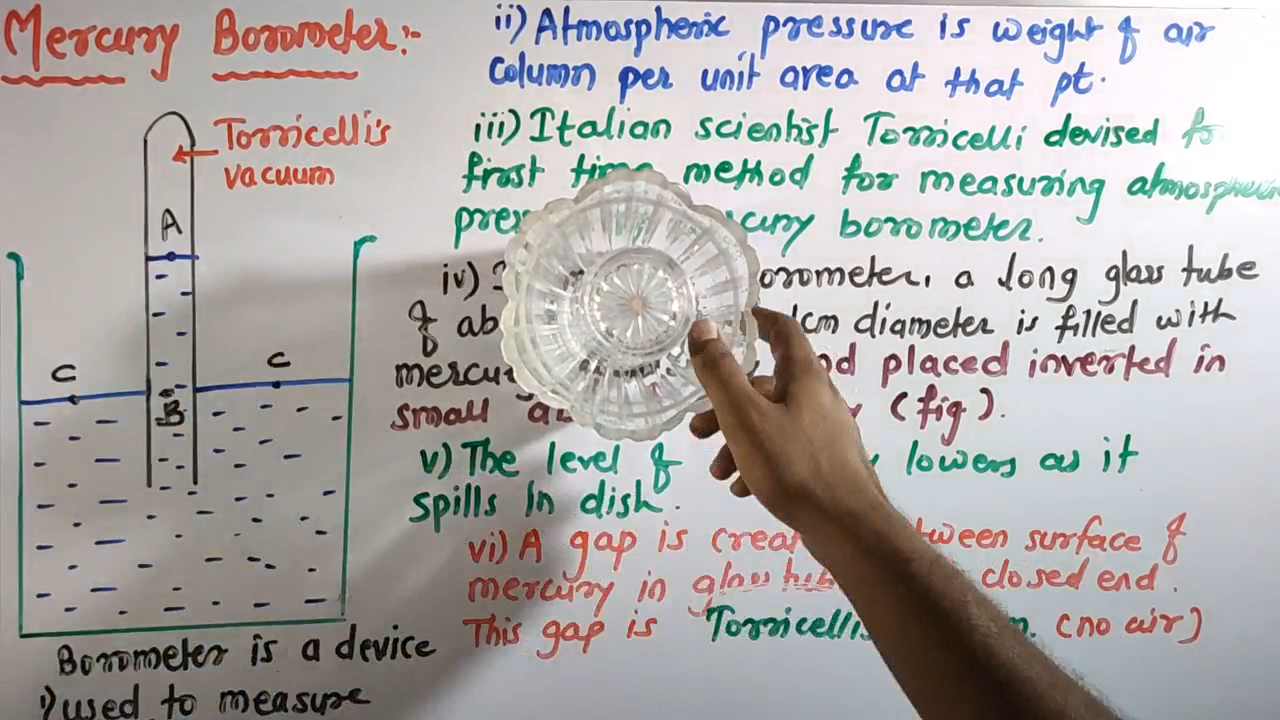 Mercury Borometer:-
Torricelli's
vacuum
A
C
C
B
Borometer is a device
i) used to measure
ii) Atmospheric pressure is weight of air
column per unit area at that pt.
iii) Italian scientist Torricelli devised for
first time method for measuring atmospheric
borometer.
iv) a long glass tube
of 1cm diameter is filled with
placed inverted in
small (fig).
v) The level of lowers as it
spills in dish.
vi) A gap is surface of
mercury in glass closed end.
This gap is (no air)